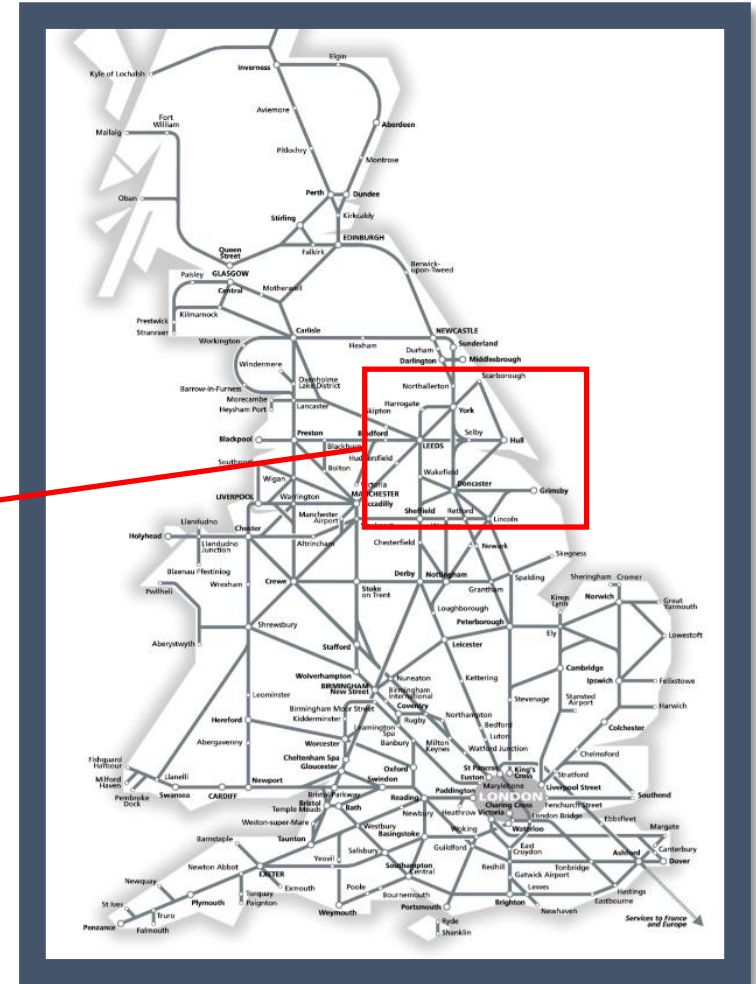 Elgin
Inverness
Kyle of Lochalsh
Aviemore
Fort
William
Mallaig
Aberdeen
Pitlochry
Montrose
Perth
Dundee
Oban
Stirling
Kirkcaldy
EDINBURGH
Queen
Street
Falkirk
Berwick-
upon-Tweed
Paisley
GLASGOW
Central
Motherwell
Prestwick
Kilmarnock
Stranraer
Carlisle
NEWCASTLE
Workington
Hexham
Sunderland
Durham
Darlington
Middlesbrough
Windermere
Oxenholme
Lake District
Northallerton
Scarborough
Barrow-in-Furness
Morecambe
Heysham Port
Lancaster
Harrogate
York
Skipton
Blackpool
Preston
Bradford
Selby
Hull
LEEDS
Bolton
Wakefield
Wigan
Doncaster
Grimsby
LIVERPOOL
Warrington
MANCHESTER
Sheffield
Retford
Lincoln
Manchester
Airport
Llandudno
Holyhead
Chester
Llandudno
Junction
Altrincham
Chesterfield
Newark
Skegness
Blaenau Ffestiniog
Pwllheli
Wrexham
Crewe
Stoke
on Trent
Derby
Nottingham
Grantham
Spalding
Sheringham
Cromer
Kings
Lynn
Norwich
Great
Yarmouth
Loughborough
Peterborough
Shrewsbury
Aberystwyth
Stafford
Leicester
Ely
Lowestoft
Wolverhampton
BIRMINGHAM
New Street
Nuneaton
Birmingham
International
Kettering
Cambridge
Ipswich
Felixstowe
Leominster
Birmingham Moor Street
Coventry
Stevenage
Stansted
Airport
Harwich
Kidderminster
Leamington
Spa
Rugby
Northampton
Hereford
Bedford
Colchester
Abergavenny
Worcester
Banbury
Milton
Keynes
Luton
Watford Junction
Chelmsford
Cheltenham Spa
Gloucester
Oxford
St Pancras
Euston
King's
Cross
Stratford
Fishguard
Harbour
Milford
Haven
Llanelli
Newport
Swindon
Paddington
Marylebone
Liverpool Street
Pembroke
Dock
Swansea
CARDIFF
Bristol Parkway
Reading
LONDON
Southend
Bristol
Temple Meads
Bath
Charing Cross
Fenchurch Street
Newbury
Heathrow
Victoria
London Bridge
Ebbsfleet
Weston-super-Mare
Westbury
Basingstoke
Woking
Waterloo
Margate
Barnstaple
Taunton
Salisbury
Guildford
East
Croydon
Canterbury
Newton Abbot
Yeovil
Southampton
Central
Redhill
Tonbridge
Ashford
Dover
EXETER
Gatwick Airport
Newquay
Exmouth
Poole
Bournemouth
Lewes
Hastings
St Ives
Torquay
Paignton
Plymouth
Eastbourne
Truro
Weymouth
Portsmouth
Brighton
Newhaven
Penzance
Falmouth
Ryde
Shanklin
Services to France
and Europe